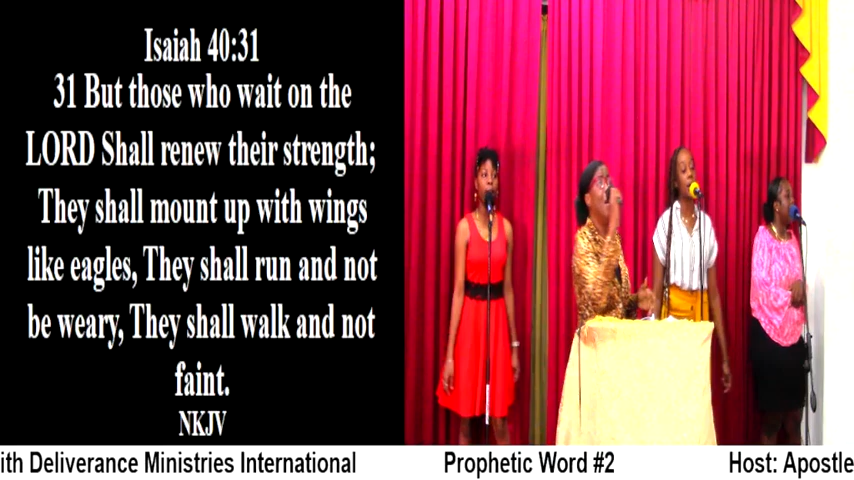 Isaiah 40:31
31 But those who wait on the
LORD Shall renew their strength;
They shall mount up with wings
like eagles, They shall run and not
be weary, They shall walk and not
faint.
NKJV
ith Deliverance Ministries International Prophetic Word #2 Host: Apostle